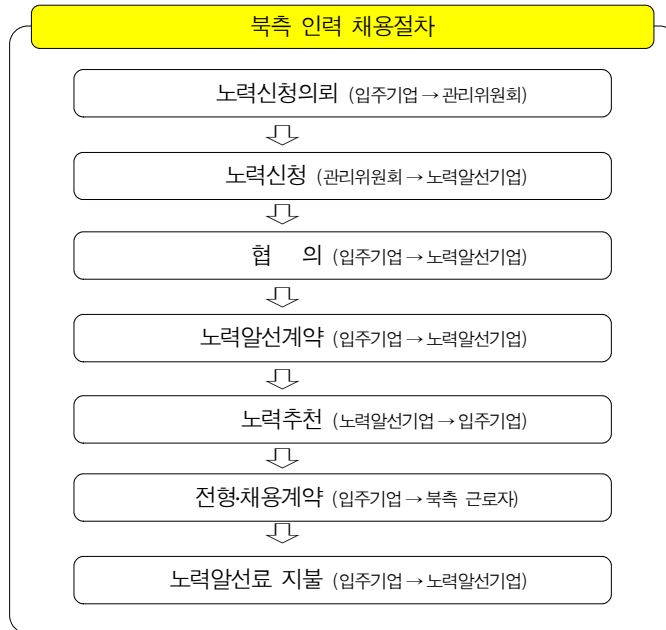 북측 인력 채용절차
노력신청의뢰 (입주기업 → 관리위원회)
노력신청 (관리위원회 → 노력알선기업)
협 의 (입주기업 → 노력알선기업)
노력알선계약 (입주기업 → 노력알선기업)
노력추천 (노력알선기업 → 입주기업)
전형·채용계약 (입주기업 → 북측 근로자)
노력알선료 지불 (입주기업 → 노력알선기업)